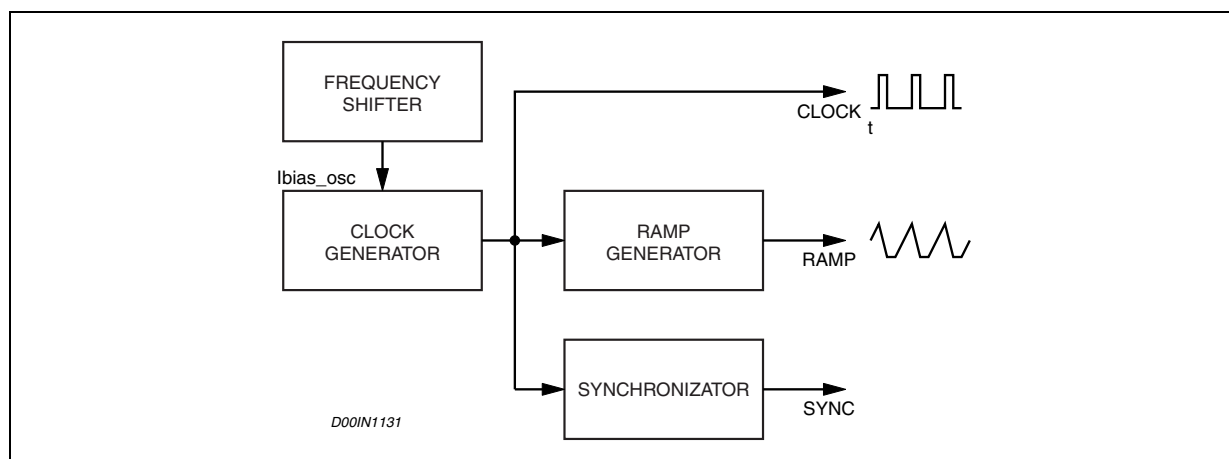 FREQUENCY
SHIFTER
CLOCK
t
Ibias_osc
CLOCK
GENERATOR
RAMP
GENERATOR
RAMP
SYNCHRONIZATOR
SYNC
D00IN1131